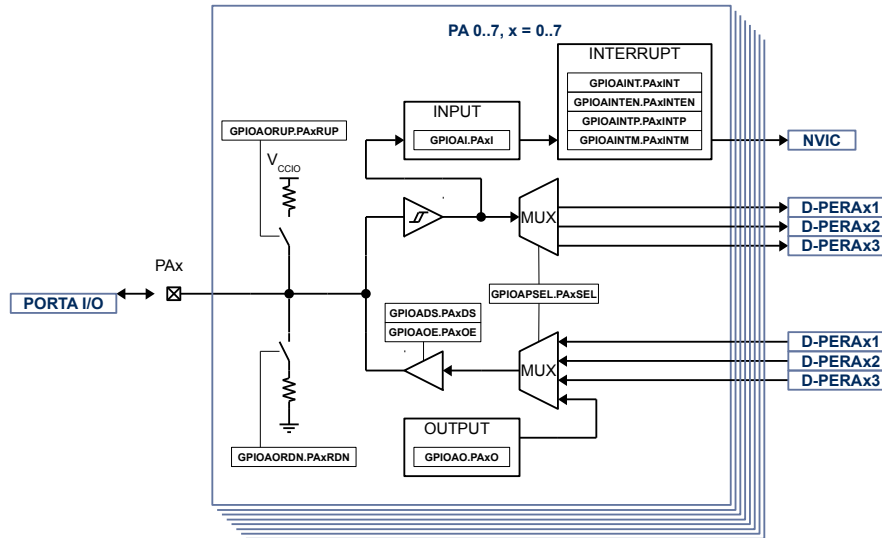 PA 0..7, x = 0..7
INTERRUPT
GPIOAINT.PAxINT
GPIOAINTEN.PAxINTEN
GPIOAINTP.PAxINTP
GPIOAINTM.PAxINTM
INPUT
GPIOAI.PAxI
GPIOAORUP.PAxRUP
NVIC
VCCIO
MUX
D-PERAx1
D-PERAx2
D-PERAx3
PAx
PORTA I/O
GPIOAPSEL.PAxSEL
GPIOADS.PAxDS
GPIOAOE.PAxOE
MUX
D-PERAx1
D-PERAx2
D-PERAx3
OUTPUT
GPIOAO.PAxO
GPIOAORDN.PAxRDN